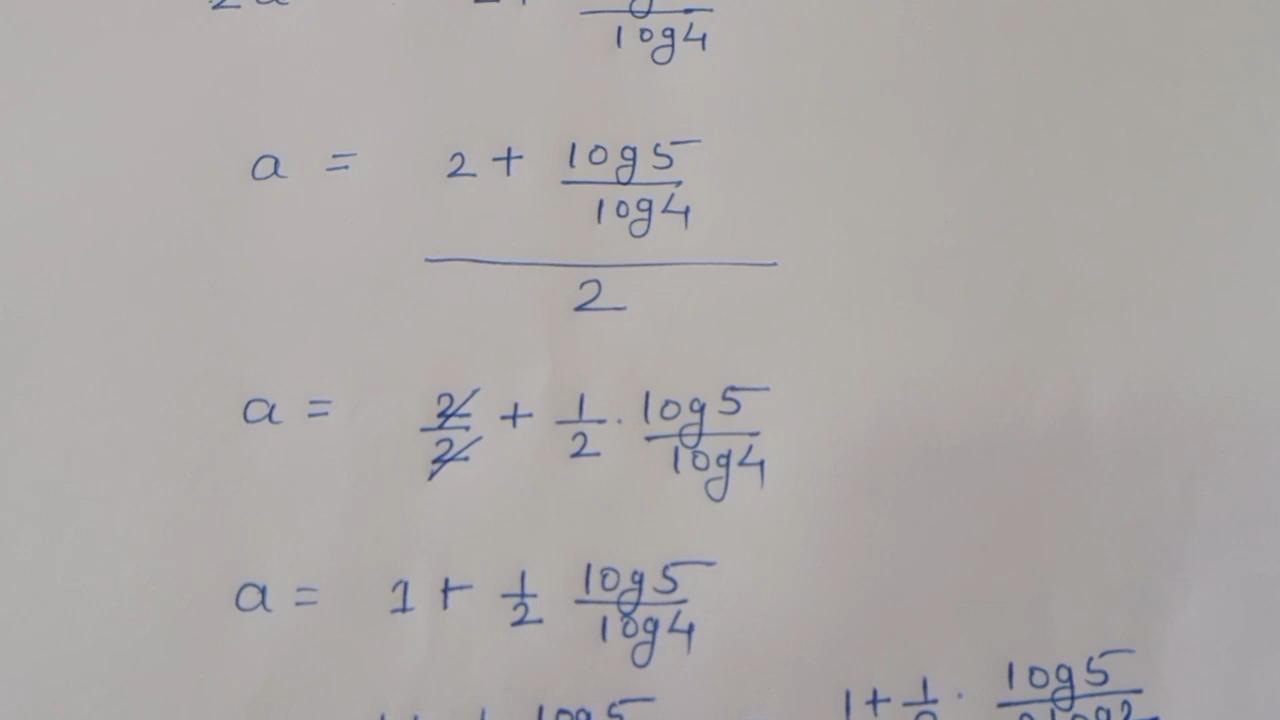 log4
a = 2 + log5
log4
2
a = 2/2 + 1/2 . log5/log4
a = 1 + 1/2 log5/log4
log5 1 + 1/2 . log5